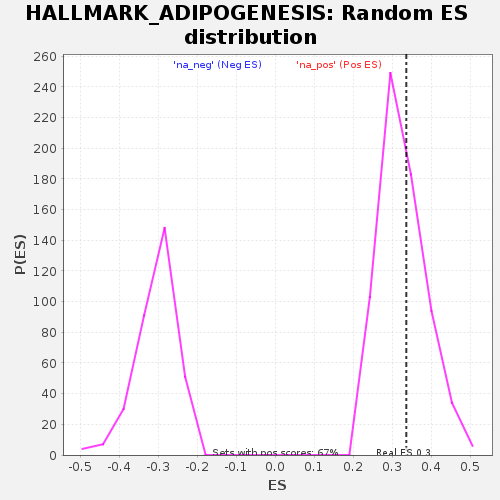 HALLMARK_ADIPOGENESIS: Random ES
distribution
'na_neg' (Neg ES)
'na_pos' (Pos ES)
P(ES)
260
240
220
200
180
160
140
120
100
80
60
40
20
0
Sets with pos scores: 67%
Real ES 0.3
-0.5 -0.4 -0.3 -0.2 -0.1 0.0 0.1 0.2 0.3 0.4 0.5
ES